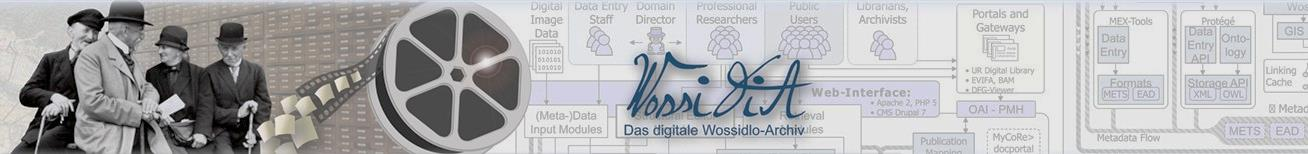 Digital
Image
Data
101010
010101
101010
Data Entry
Staff
Domain
Director
Professional
Researchers
Public
Users
Librarians,
Archivists
Portals and
Gateways
• UR Digital Library
• EVIFA, BAM
• DFG-Viewer
MEX-Tools
Data
Entry
Formats
METS
EAD
Protégé
Data
Entry
API
Onto-
logy
Storage API
XML
OWL
GIS
Linking
Cache
WossiDiA
Das digitale Wossidlo-Archiv
Web-Interface:
• Apache 2, PHP 5
• CMS Drupal 7
OAI - PMH
(Meta-)Data
Input Modules
Publication
MyCoRe>
docportal
METS
EAD
Metadata Flow